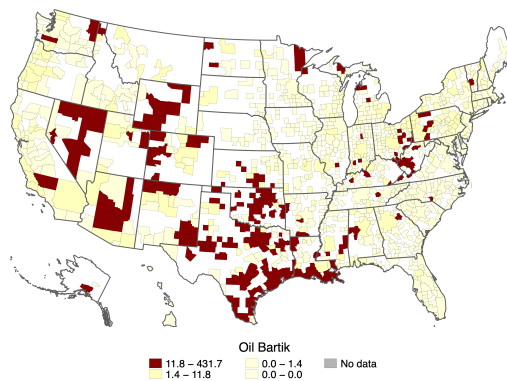 Oil Bartik
11.8 – 431.7
0.0 – 1.4
No data
1.4 – 11.8
0.0 – 0.0